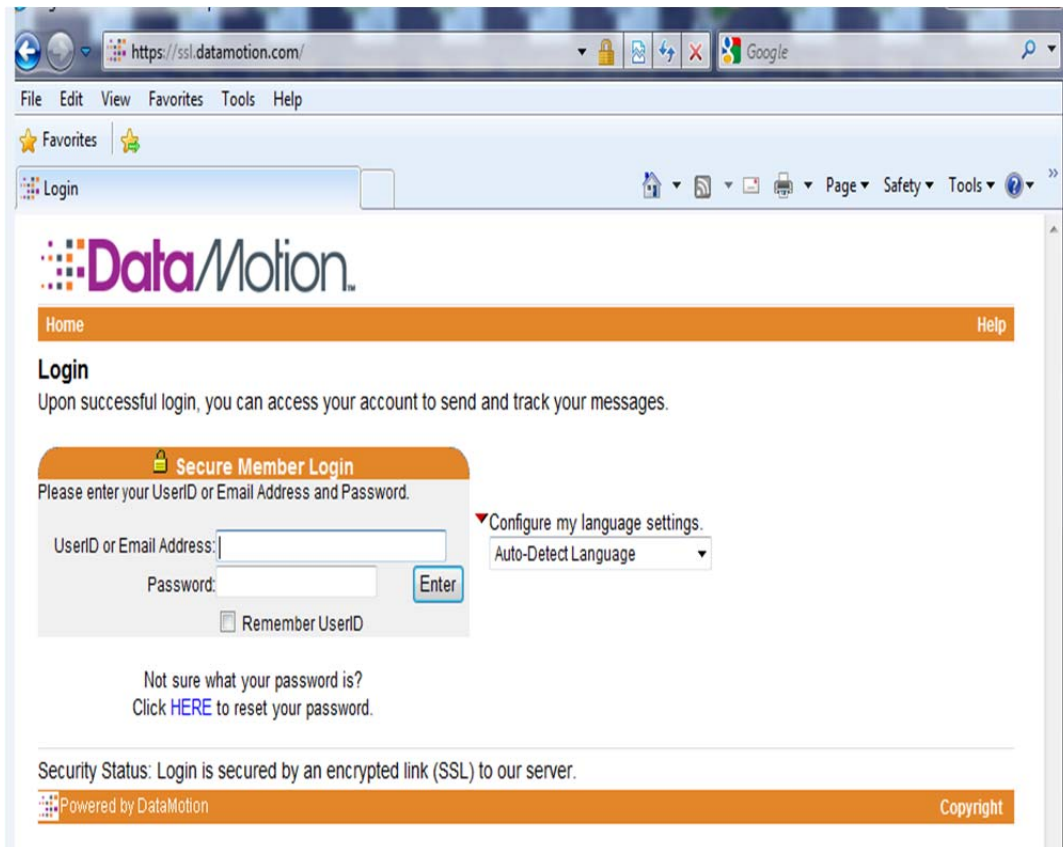 https://ssl.datamotion.com/
Google
File Edit View Favorites Tools Help
Favorites
Login
Page Safety Tools
DataMotion™
Home Help
Login
Upon successful login, you can access your account to send and track your messages.
Secure Member Login
Please enter your UserID or Email Address and Password.
Configure my language settings.
UserID or Email Address:
Auto-Detect Language
Password:
Enter
Remember UserID
Not sure what your password is?
Click HERE to reset your password.
Security Status: Login is secured by an encrypted link (SSL) to our server.
Powered by DataMotion Copyright